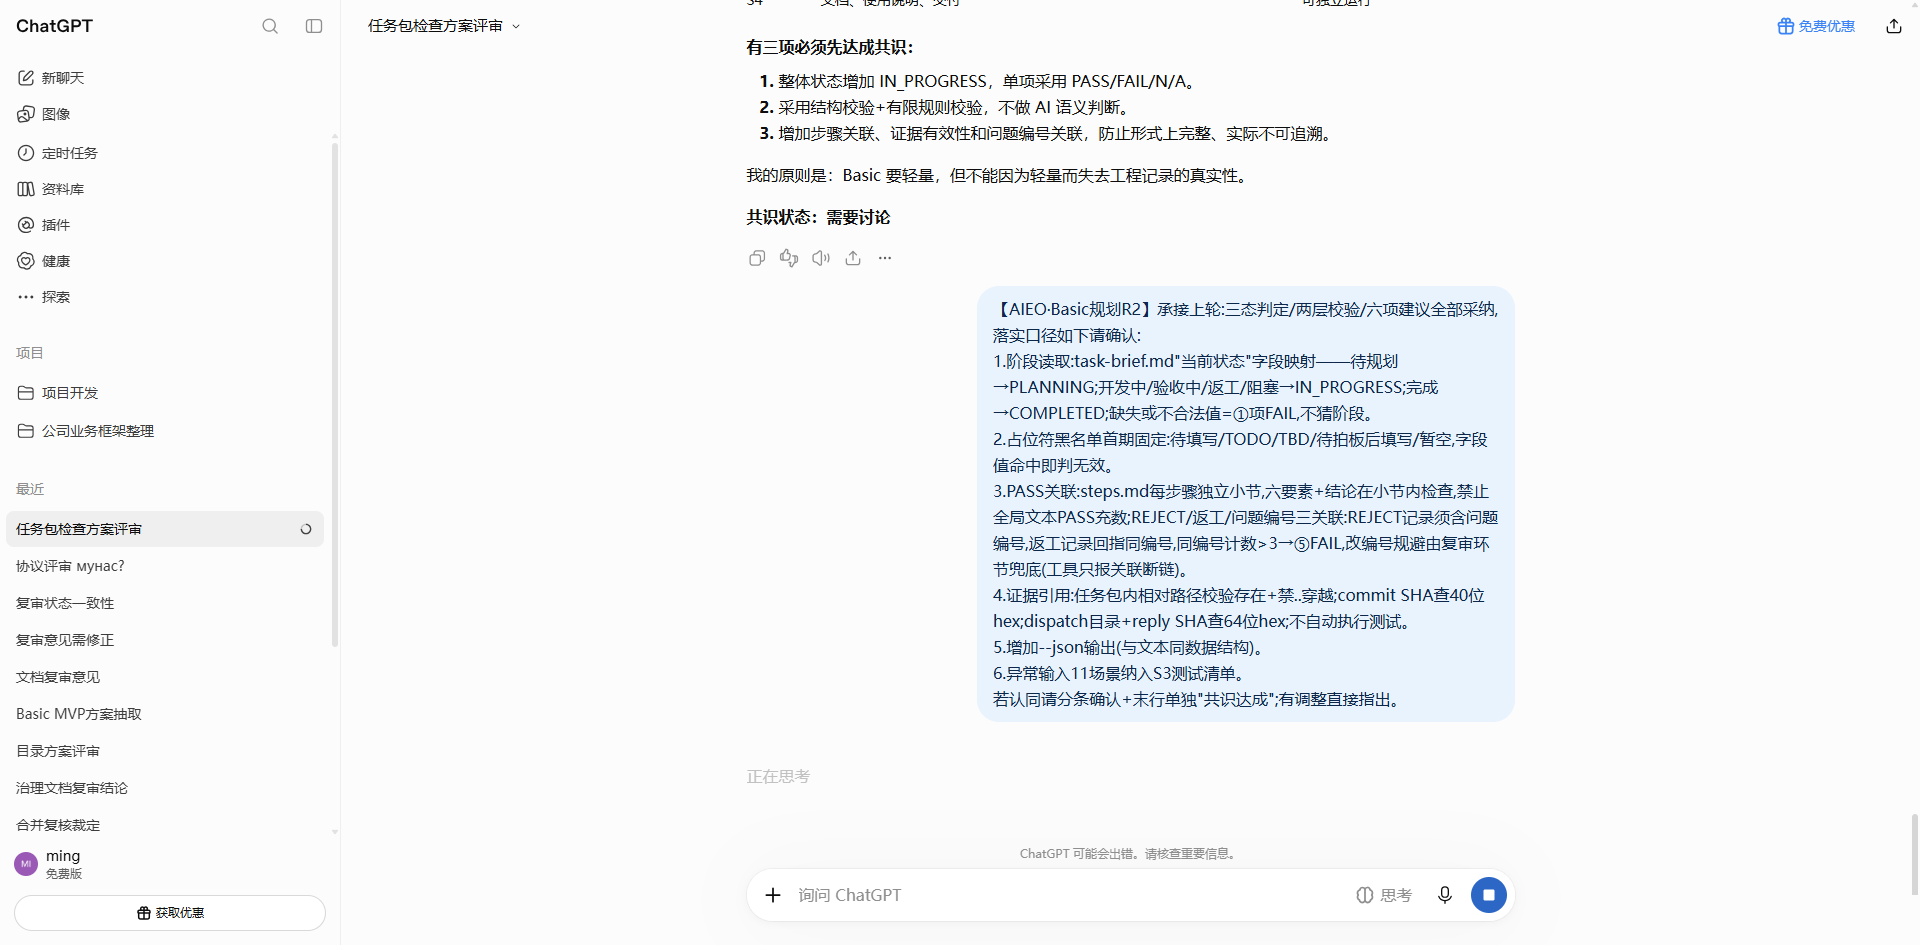 ChatGPT
新聊天
图像
定时任务
资料库
插件
健康
探索
项目
项目开发
公司业务框架整理
最近
任务包检查方案评审
协议评审 мунас?
复审状态一致性
复审意见需修正
文档复审意见
Basic MVP方案抽取
目录方案评审
治理文档复审结论
合并复核裁定
MI
ming
免费版
获取优惠
任务包检查方案评审
免费优惠
S4 文档、使用说明、交付 可独立运行
有三项必须先达成共识：
1. 整体状态增加 IN_PROGRESS，单项采用 PASS/FAIL/N/A。
2. 采用结构校验+有限规则校验，不做 AI 语义判断。
3. 增加步骤关联、证据有效性和问题编号关联，防止形式上完整、实际不可追溯。
我的原则是：Basic 要轻量，但不能因为轻量而失去工程记录的真实性。
共识状态：需要讨论
【AIEO·Basic规划R2】承接上轮:三态判定/两层校验/六项建议全部采纳,
落实口径如下请确认:
1.阶段读取:task-brief.md"当前状态"字段映射——待规划
→PLANNING;开发中/验收中/返工/阻塞→IN_PROGRESS;完成
→COMPLETED;缺失或不合法值=①项FAIL,不猜阶段。
2.占位符黑名单首期固定:待填写/TODO/TBD/待拍板后填写/暂空,字段
值命中即判无效。
3.PASS关联:steps.md每步骤独立小节,六要素+结论在小节内检查,禁止
全局文本PASS充数;REJECT/返工/问题编号三关联:REJECT记录须含问题
编号,返工记录回指同编号,同编号计数>3→⑤FAIL,改编号规避由复审环
节兜底(工具只报关联断链)。
4.证据引用:任务包内相对路径校验存在+禁..穿越;commit SHA查40位
hex;dispatch目录+reply SHA查64位hex;不自动执行测试。
5.增加--json输出(与文本同数据结构)。
6.异常输入11场景纳入S3测试清单。
若认同请分条确认+末行单独"共识达成";有调整直接指出。
正在思考
ChatGPT 可能会出错。请核查重要信息。
询问 ChatGPT
思考